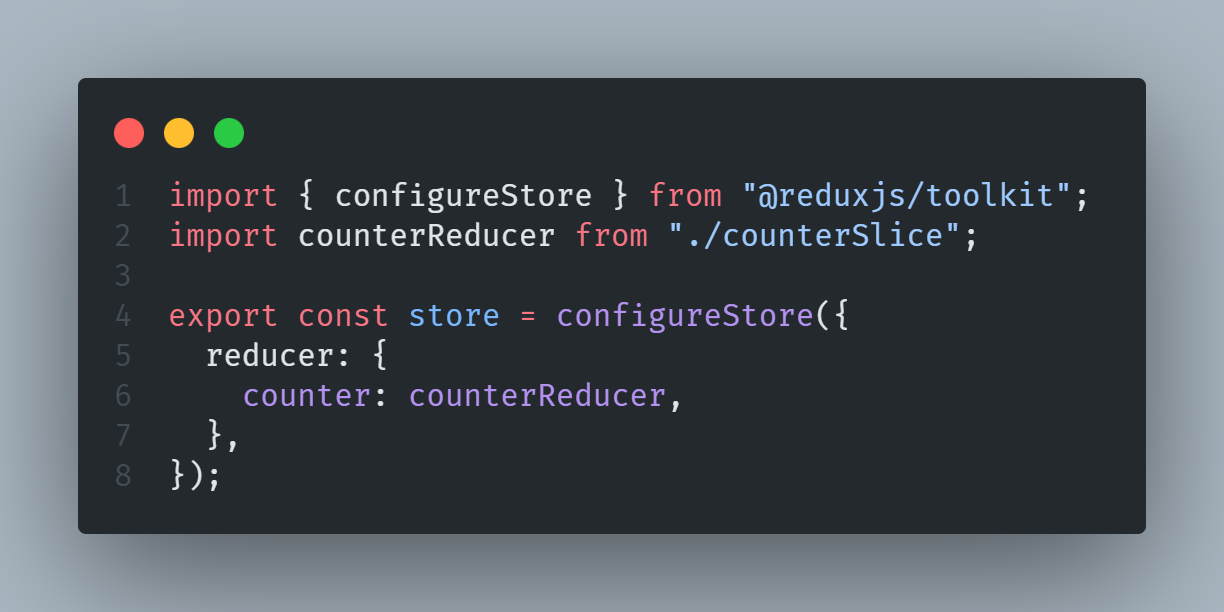 1 import { configureStore } from "@reduxjs/toolkit";
2 import counterReducer from "./counterSlice";
3
4 export const store = configureStore({
5   reducer: {
6     counter: counterReducer,
7   },
8 });